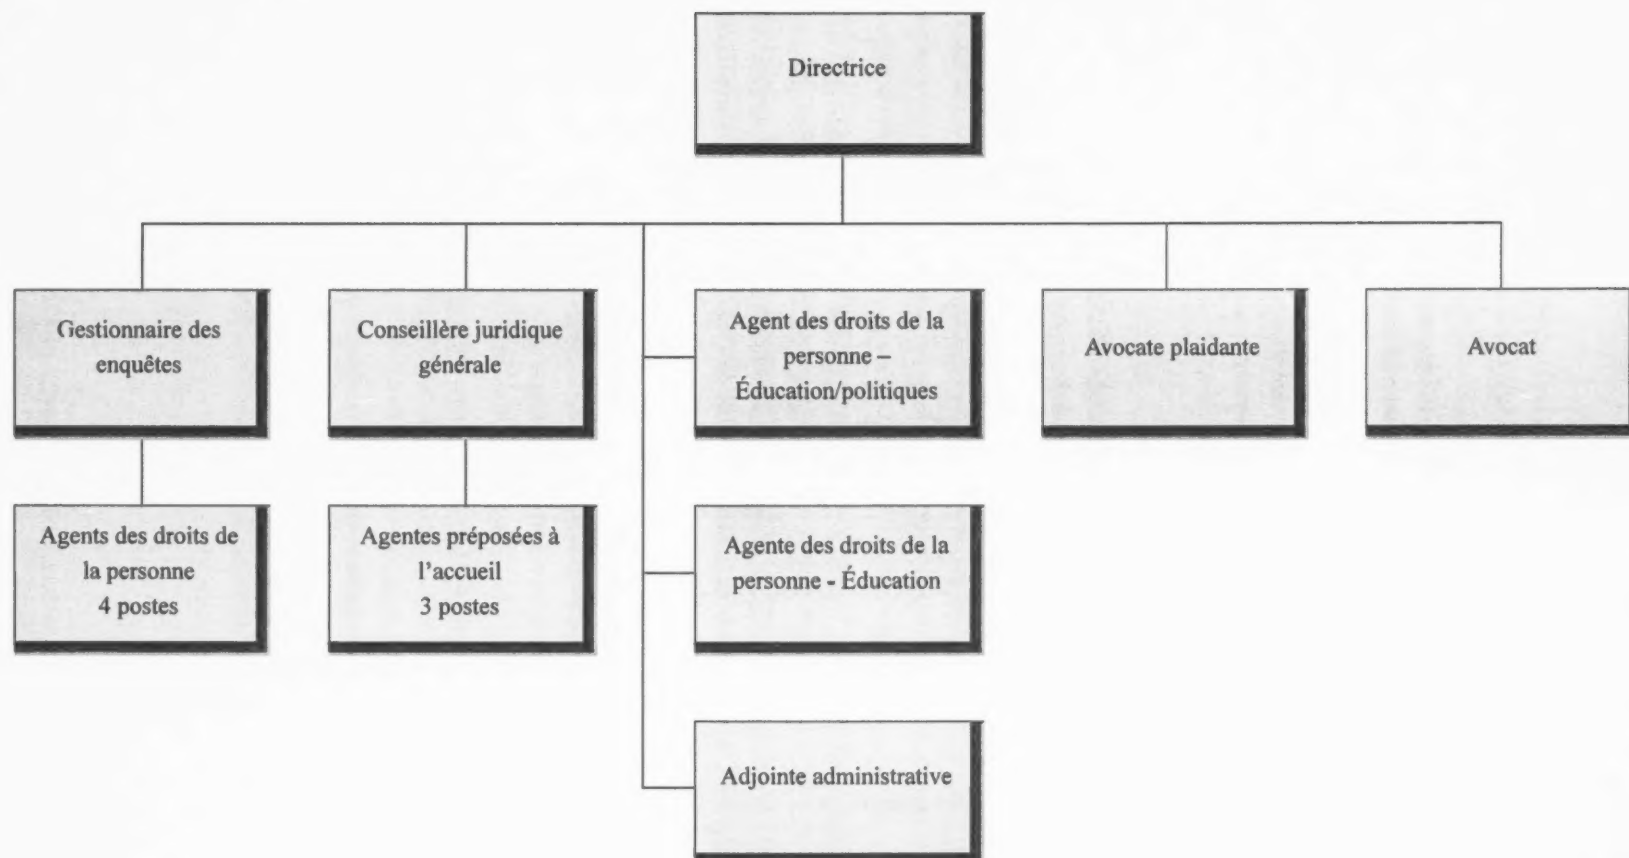 Directrice
Gestionnaire des
enquêtes
Conseillère juridique
générale
Agent des droits de la
personne –
Éducation/politiques
Avocate plaidante
Avocat
Agents des droits de
la personne
4 postes
Agentes préposées à
l'accueil
3 postes
Agente des droits de la
personne - Éducation
Adjointe administrative